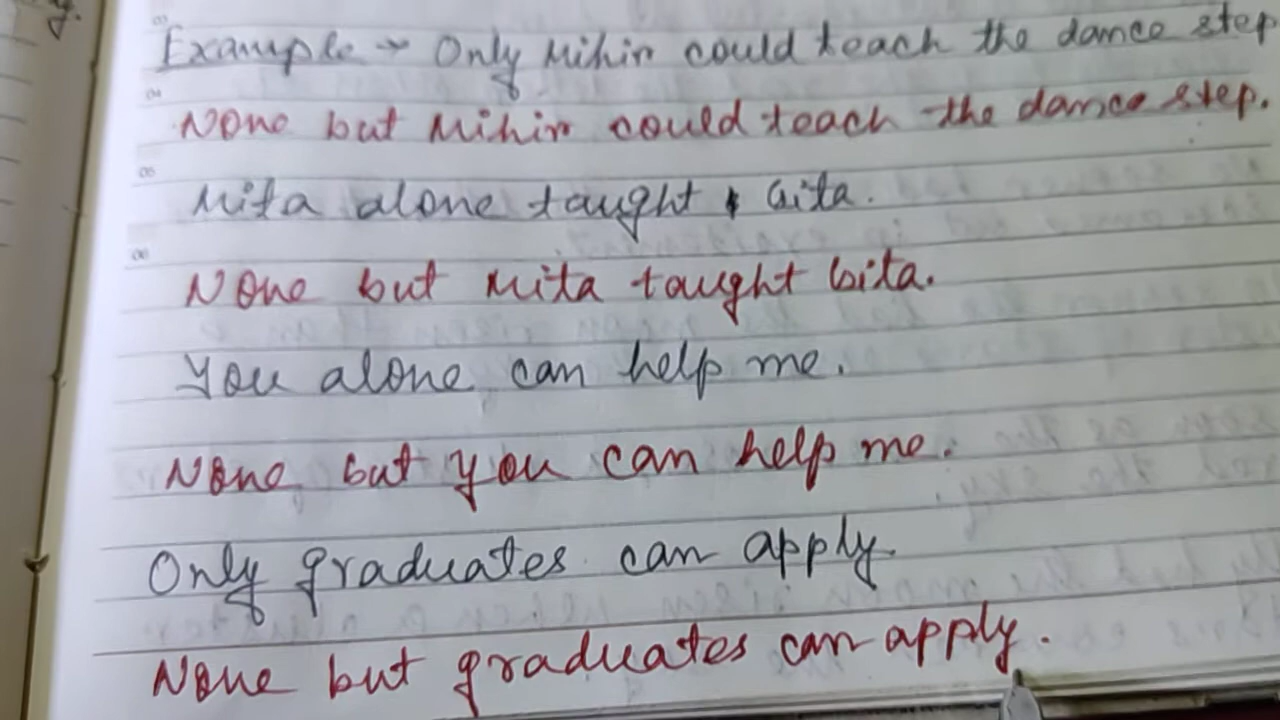 Example → Only Mihir could teach the dance step
None but Mihir could teach the dance step.
Mita alone taught Gita.
None but Mita taught Gita.
You alone can help me.
None but you can help me.
Only graduates can apply.
None but graduates can apply.